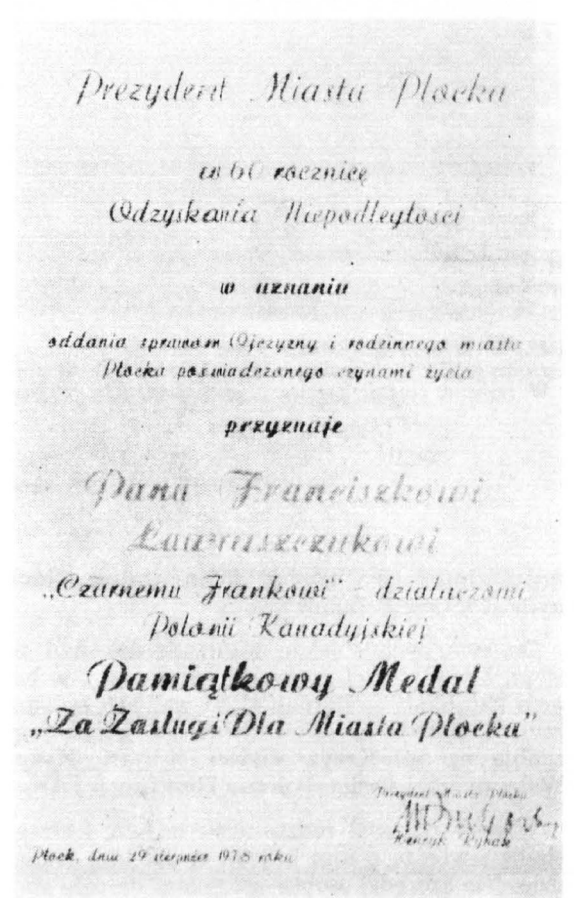 Prezydent Miasta Płocka
w 60 rocznicę
Odzyskania Niepodległości
w uznaniu
oddania sprawom Ojczyzny i rodzinnego miasta
Płocka poświadczonego czynami życia
przyznaje
Panu Franciszkowi
Ławruszczukowi
„Czarnemu Frankowi" - działaczowi
Polonii Kanadyjskiej
Pamiątkowy Medal
„Za Zasługi Dla Miasta Płocka"
Prezydent Miasta Płocka
Henryk Rybak
Płock, dnia 29 sierpnia 1978 roku